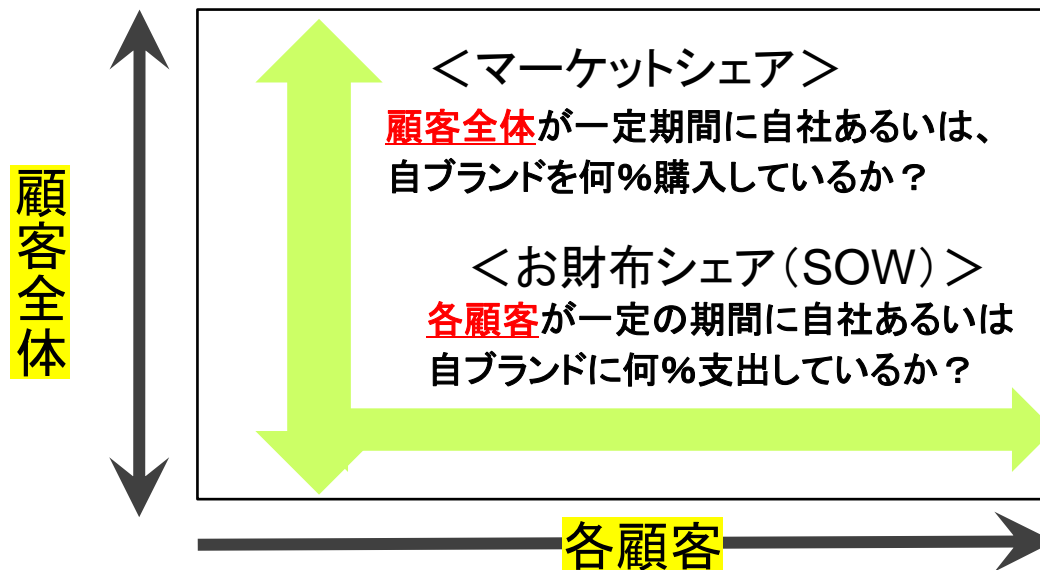 顧客全体
＜マーケットシェア＞
顧客全体が一定期間に自社あるいは、
自ブランドを何％購入しているか？
＜お財布シェア（SOW）＞
各顧客が一定の期間に自社あるいは
自ブランドに何％支出しているか？
各顧客